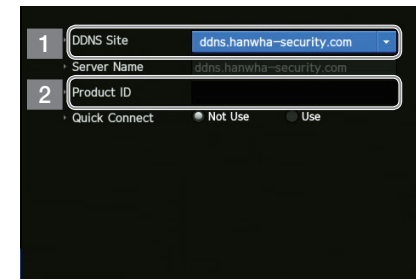 1 DDNS Site ddns.hanwha-security.com
Server Name ddns.hanwha-security.com
2 Product ID
Quick Connect Not Use Use